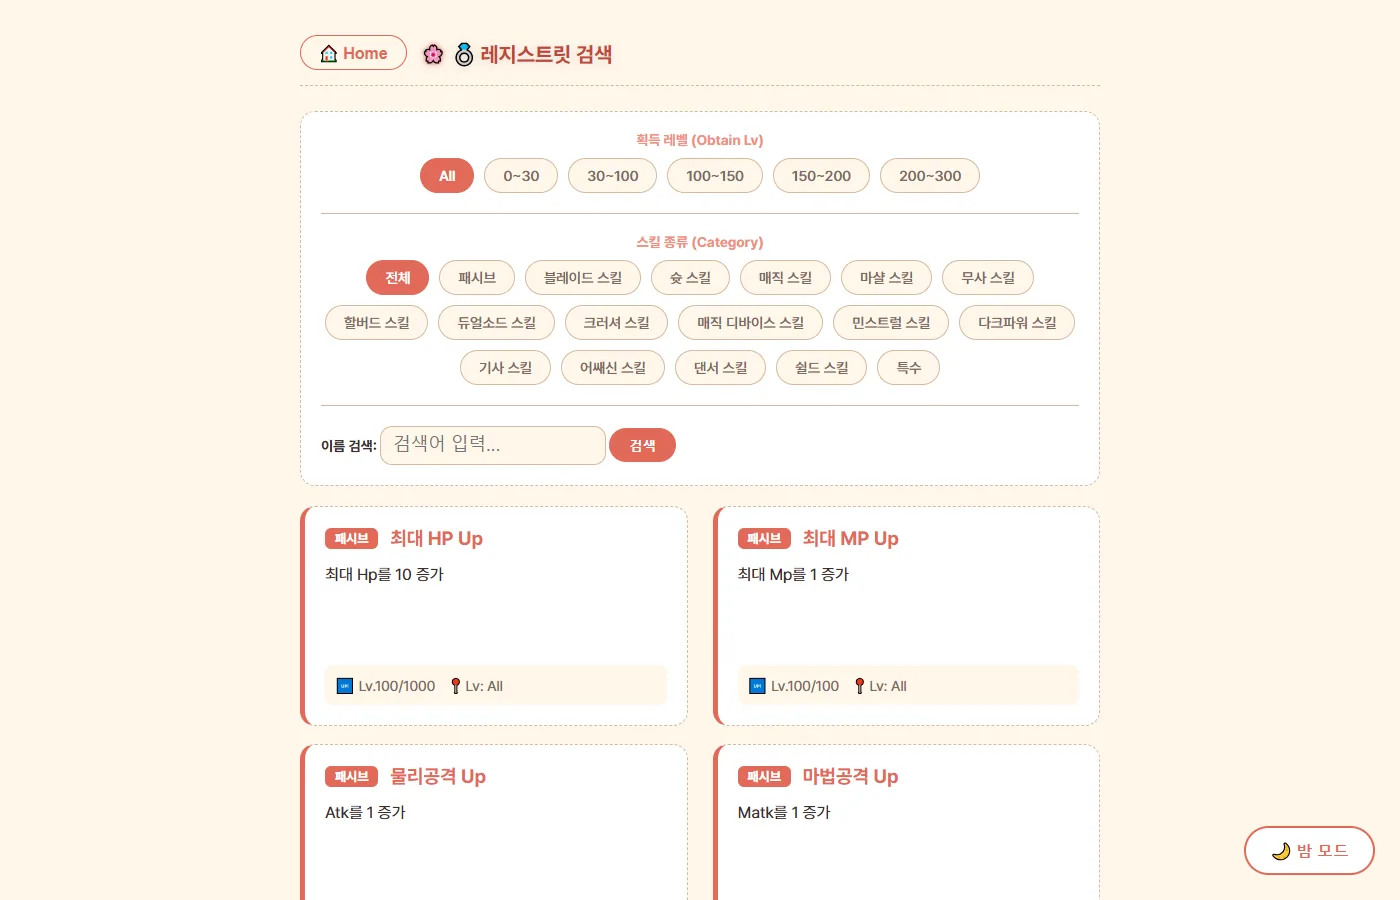 Home 레지스트릿 검색
획득 레벨 (Obtain Lv)
All 0~30 30~100 100~150 150~200 200~300
스킬 종류 (Category)
전체 패시브 블레이드 스킬 슛 스킬 매직 스킬 마샬 스킬 무사 스킬
할버드 스킬 듀얼소드 스킬 크러셔 스킬 매직 디바이스 스킬 민스트럴 스킬 다크파워 스킬
기사 스킬 어쌔신 스킬 댄서 스킬 쉴드 스킬 특수
이름 검색: 검색어 입력... 검색
패시브 최대 HP Up
최대 Hp를 10 증가
Lv.100/1000 Lv: All
패시브 최대 MP Up
최대 Mp를 1 증가
Lv.100/100 Lv: All
패시브 물리공격 Up
Atk를 1 증가
패시브 마법공격 Up
Matk를 1 증가
밤 모드